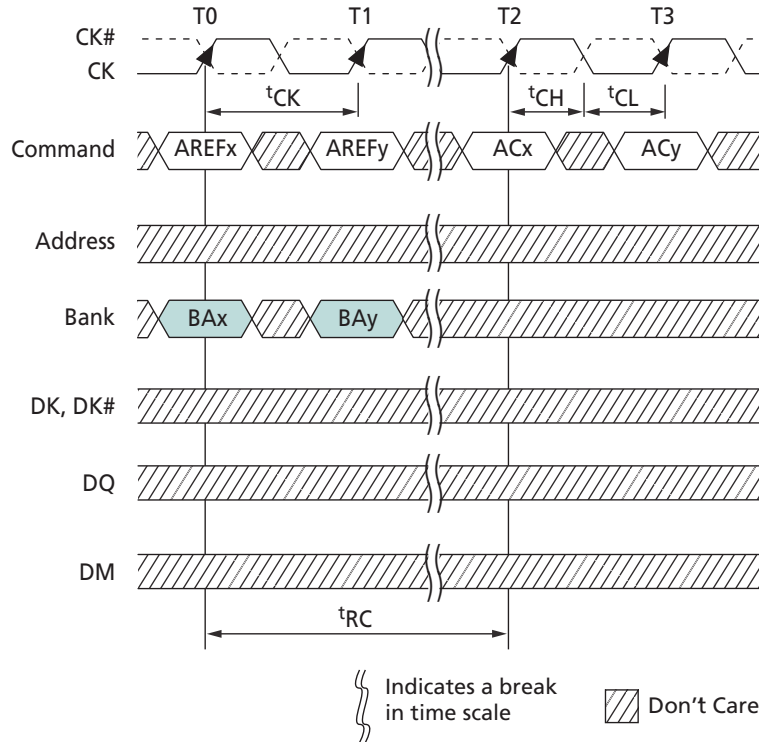 T0 T1 T2 T3
CK#
CK
tCK tCH tCL
Command AREFx AREFy ACx ACy
Address
Bank BAx BAy
DK, DK#
DQ
DM
tRC
Indicates a break
in time scale
Don't Care